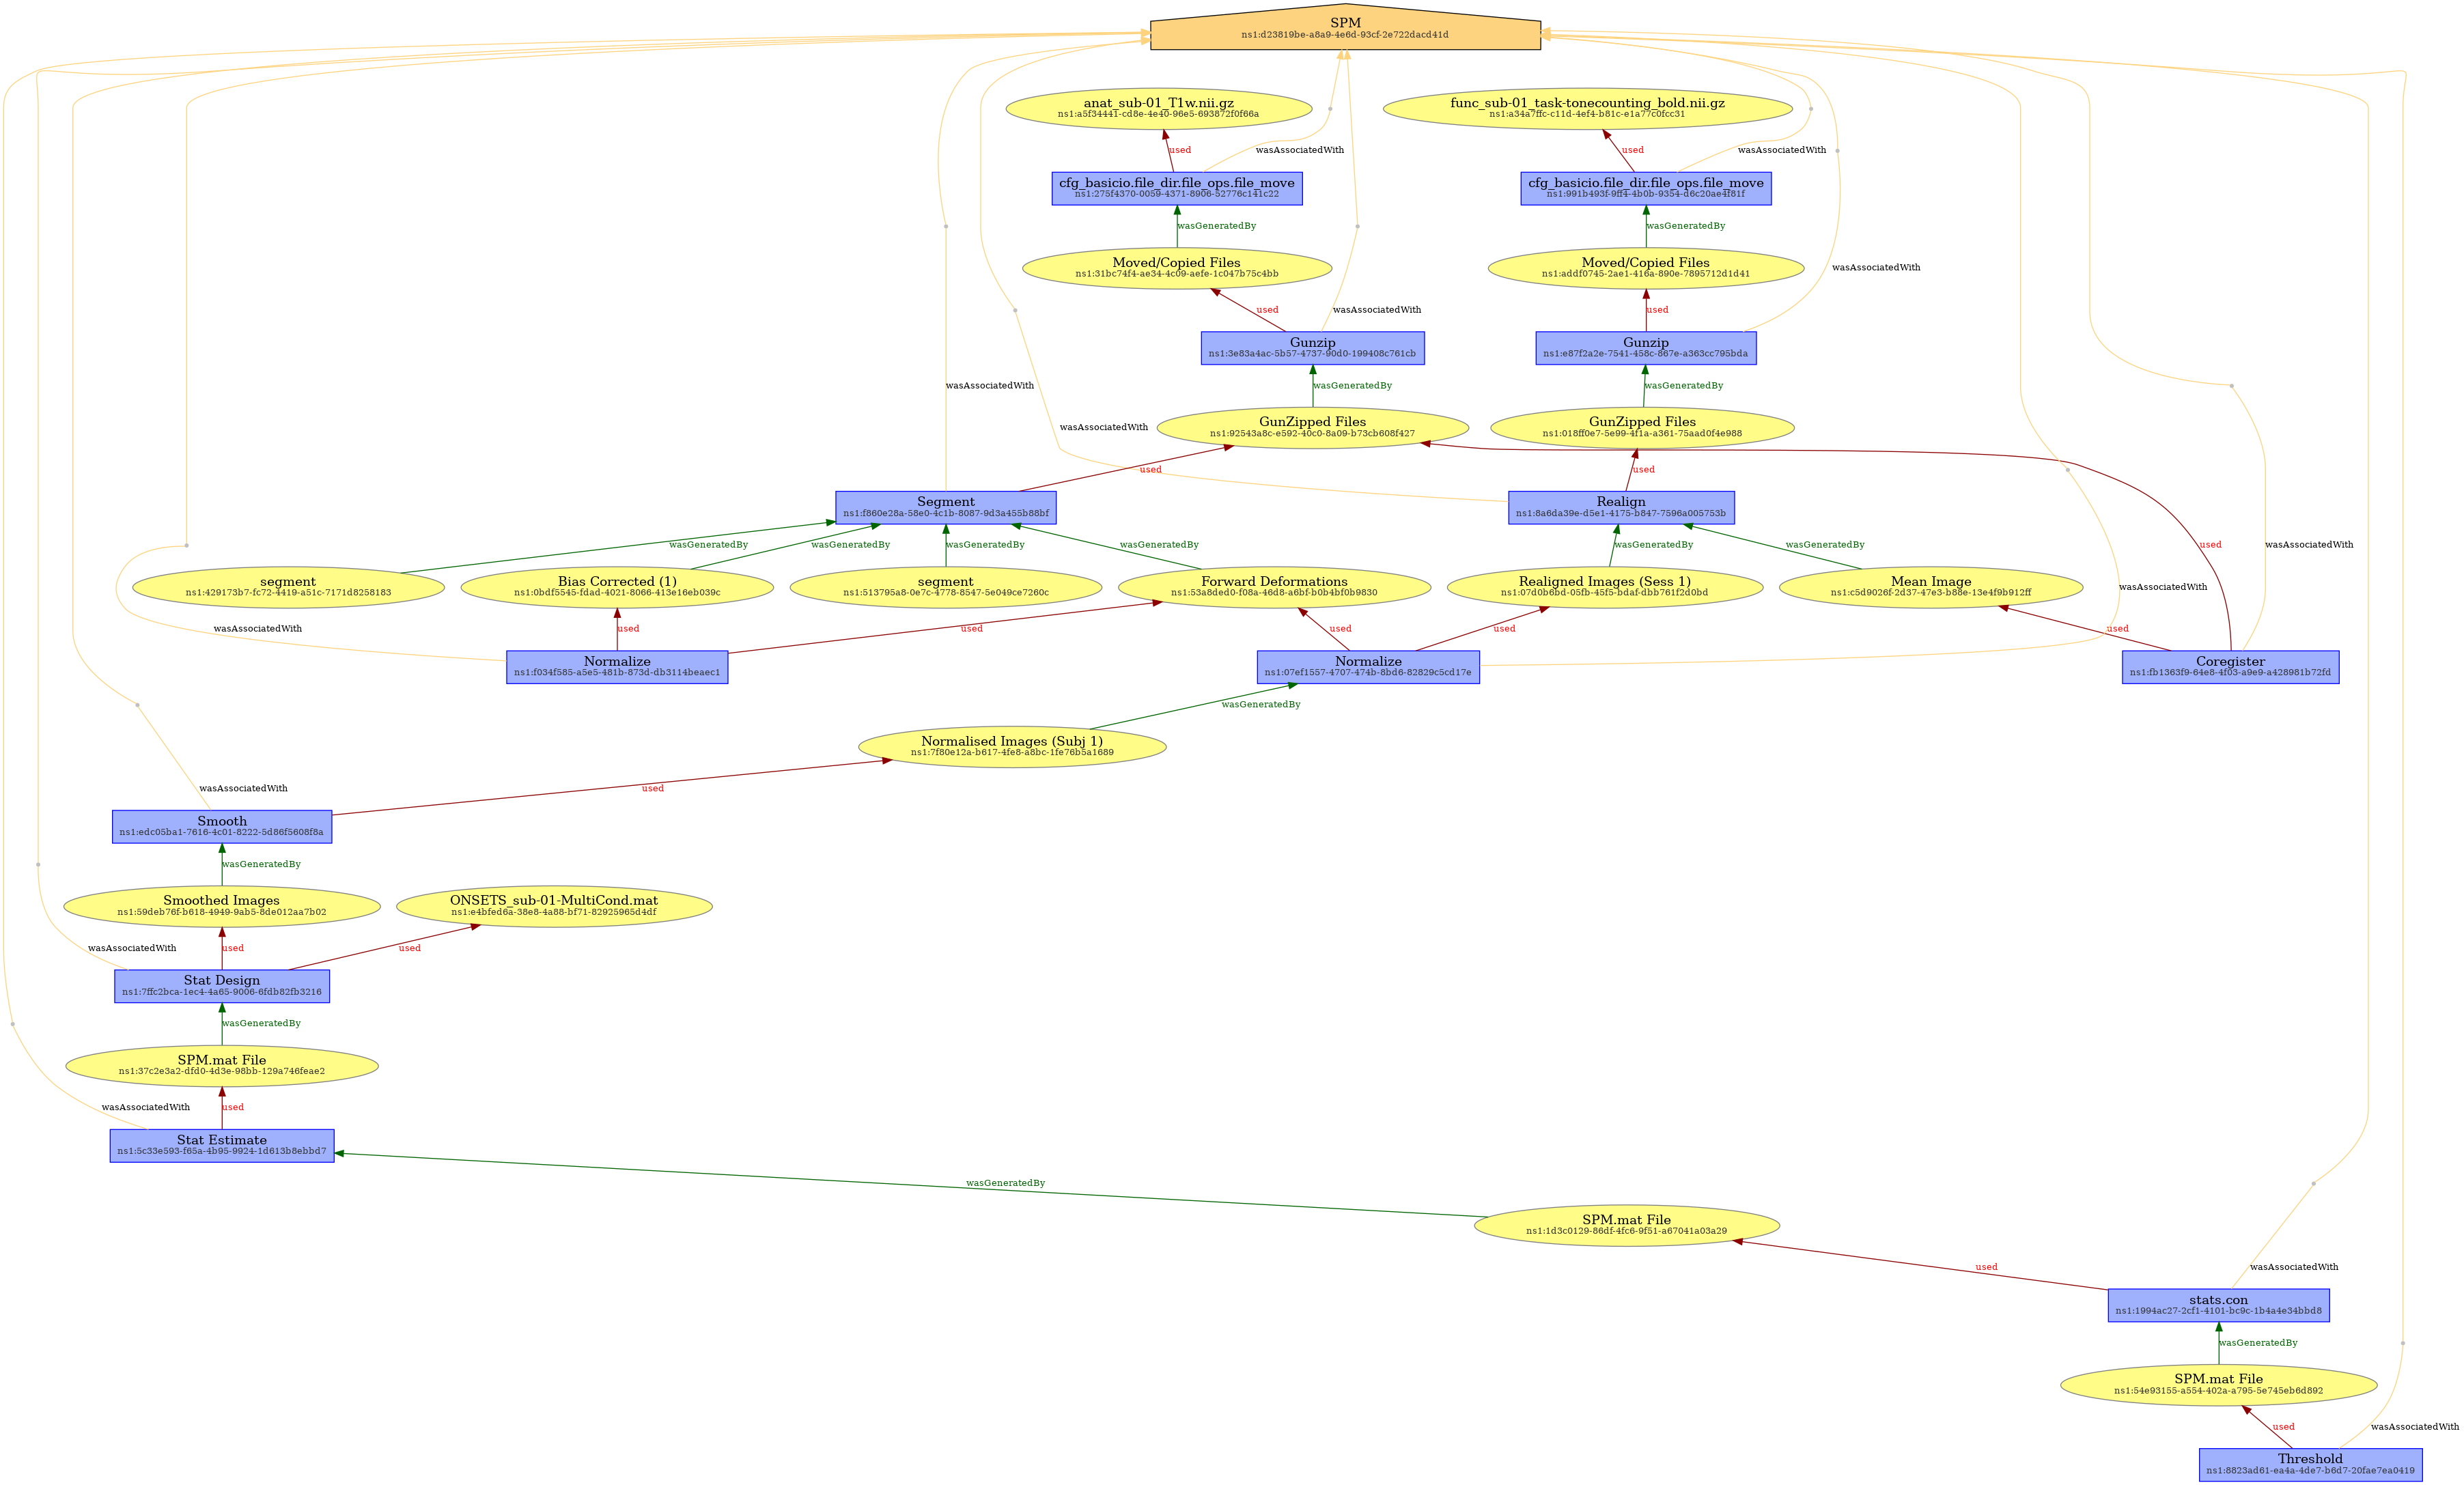 SPM
ns1:d23819be-a8a9-4e6d-93cf-2e722dacd41d
anat_sub-01_T1w.nii.gz
ns1:a5f34441-cd8e-4e40-96e5-693872f0f66a
func_sub-01_task-tonecounting_bold.nii.gz
ns1:a34a7ffc-c11d-4ef4-b81c-e1a77c0fcc31
used
wasAssociatedWith
used
wasAssociatedWith
cfg_basicio.file_dir.file_ops.file_move
ns1:275f4370-0059-4371-8906-52776c141c22
cfg_basicio.file_dir.file_ops.file_move
ns1:991b493f-9ff4-4b0b-9354-d6c20ae4f81f
wasGeneratedBy
wasGeneratedBy
Moved/Copied Files
ns1:31bc74f4-ae34-4c09-aefe-1c047b75c4bb
Moved/Copied Files
ns1:addf0745-2ae1-416a-890e-7895712d1d41
wasAssociatedWith
used
wasAssociatedWith
used
Gunzip
ns1:3e83a4ac-5b57-4737-90d0-199408c761cb
Gunzip
ns1:e87f2a2e-7541-458c-867e-a363cc795bda
wasAssociatedWith
wasGeneratedBy
wasGeneratedBy
GunZipped Files
ns1:92543a8c-e592-40c0-8a09-b73cb608f427
GunZipped Files
ns1:018ff0e7-5e99-4f1a-a361-75aad0f4e988
wasAssociatedWith
used
used
Segment
ns1:f860e28a-58e0-4c1b-8087-9d3a455b88bf
Realign
ns1:8a6da39e-d5e1-4175-b847-7596a005753b
wasGeneratedBy
wasGeneratedBy
wasGeneratedBy
wasGeneratedBy
wasGeneratedBy
wasGeneratedBy
used
wasAssociatedWith
segment
ns1:429173b7-fc72-4419-a51c-7171d8258183
Bias Corrected (1)
ns1:0bdf5545-fdad-4021-8066-413e16eb039c
segment
ns1:513795a8-0e7c-4778-8547-5e049ce7260c
Forward Deformations
ns1:53a8ded0-f08a-46d8-a6bf-b0b4bf0b9830
Realigned Images (Sess 1)
ns1:07d0b6bd-05fb-45f5-bdaf-dbb761f2d0bd
Mean Image
ns1:c5d9026f-2d37-47e3-b88e-13e4f9b912ff
wasAssociatedWith
wasAssociatedWith
used
used
used
used
used
Normalize
ns1:f034f585-a5e5-481b-873d-db3114beaec1
Normalize
ns1:07ef1557-4707-474b-8bd6-82829c5cd17e
Coregister
ns1:fb1363f9-64e8-4f03-a9e9-a428981b72fd
wasGeneratedBy
Normalised Images (Subj 1)
ns1:7f80e12a-b617-4fe8-a8bc-1fe76b5a1689
wasAssociatedWith
used
Smooth
ns1:edc05ba1-7616-4c01-8222-5d86f5608f8a
wasGeneratedBy
Smoothed Images
ns1:59deb76f-b618-4949-9ab5-8de012aa7b02
ONSETS_sub-01-MultiCond.mat
ns1:e4bfed6a-38e8-4a88-bf71-82925965d4df
wasAssociatedWith
used
used
Stat Design
ns1:7ffc2bca-1ec4-4a65-9006-6fdb82fb3216
wasGeneratedBy
SPM.mat File
ns1:37c2e3a2-dfd0-4d3e-98bb-129a746feae2
wasAssociatedWith
used
Stat Estimate
ns1:5c33e593-f65a-4b95-9924-1d613b8ebbd7
wasGeneratedBy
SPM.mat File
ns1:1d3c0129-86df-4fc6-9f51-a67041a03a29
used
wasAssociatedWith
stats.con
ns1:1994ac27-2cf1-4101-bc9c-1b4a4e34bbd8
wasGeneratedBy
SPM.mat File
ns1:54e93155-a554-402a-a795-5e745eb6d892
used
wasAssociatedWith
Threshold
ns1:8823ad61-ea4a-4de7-b6d7-20fae7ea0419